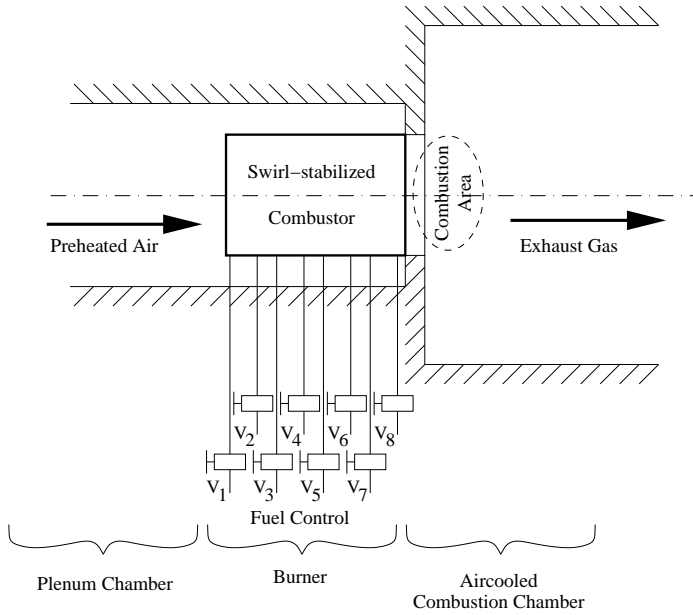 Swirl-stabilized
Combustor
Combustion
Area
Preheated Air
Exhaust Gas
V2 V4 V6 V8
V1 V3 V5 V7
Fuel Control
Plenum Chamber
Burner
Aircooled
Combustion Chamber